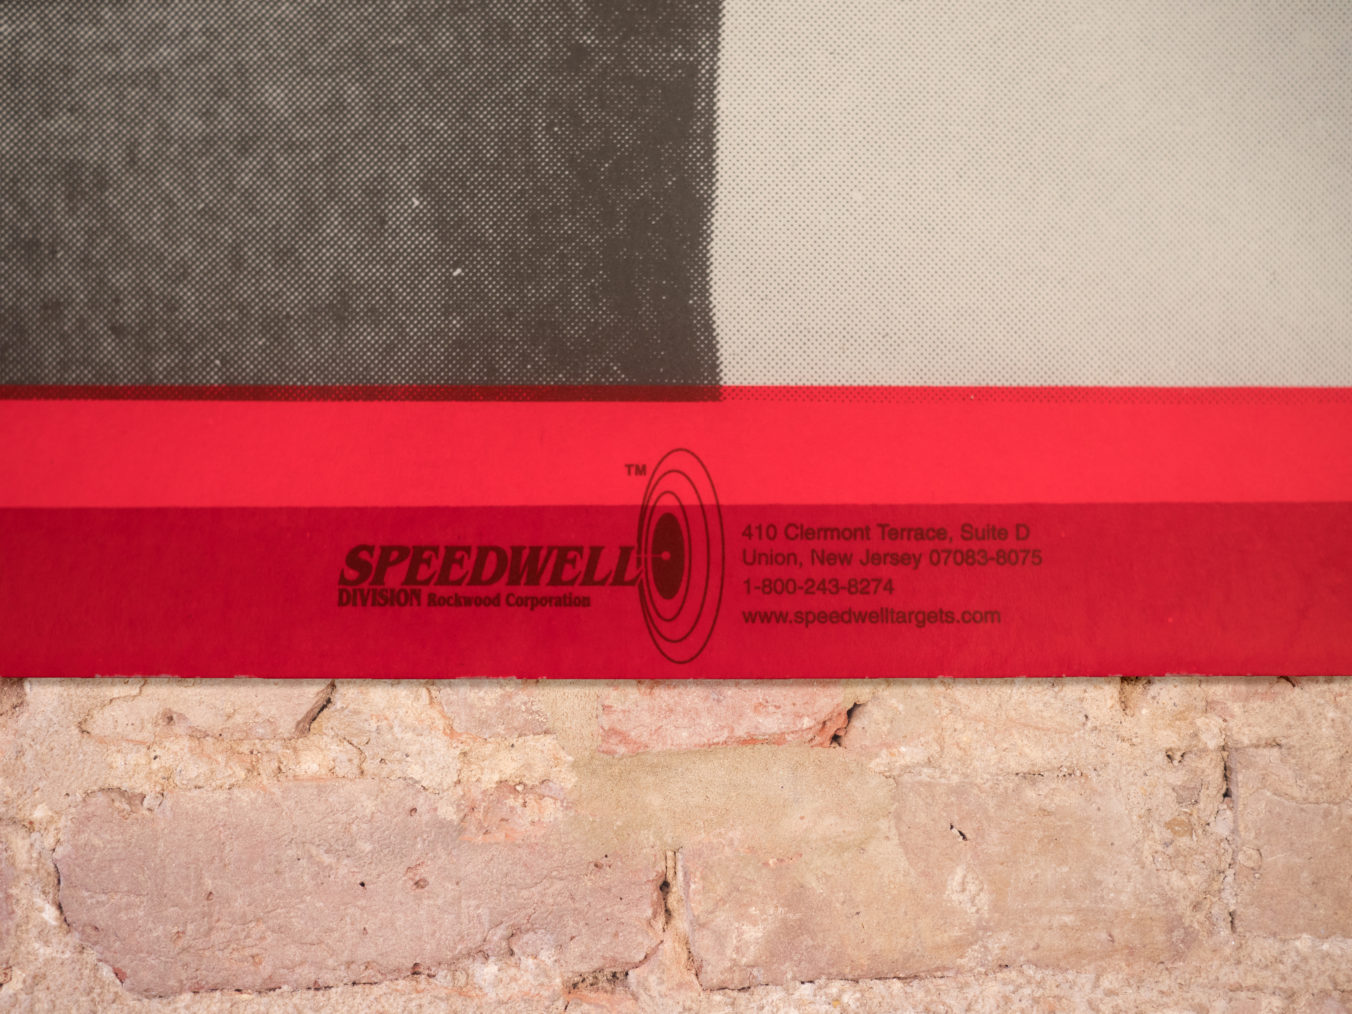 TM
SPEEDWELL
DIVISION Rockwood Corporation
410 Clermont Terrace, Suite D
Union, New Jersey 07083-8075
1-800-243-8274
www.speedwelltargets.com